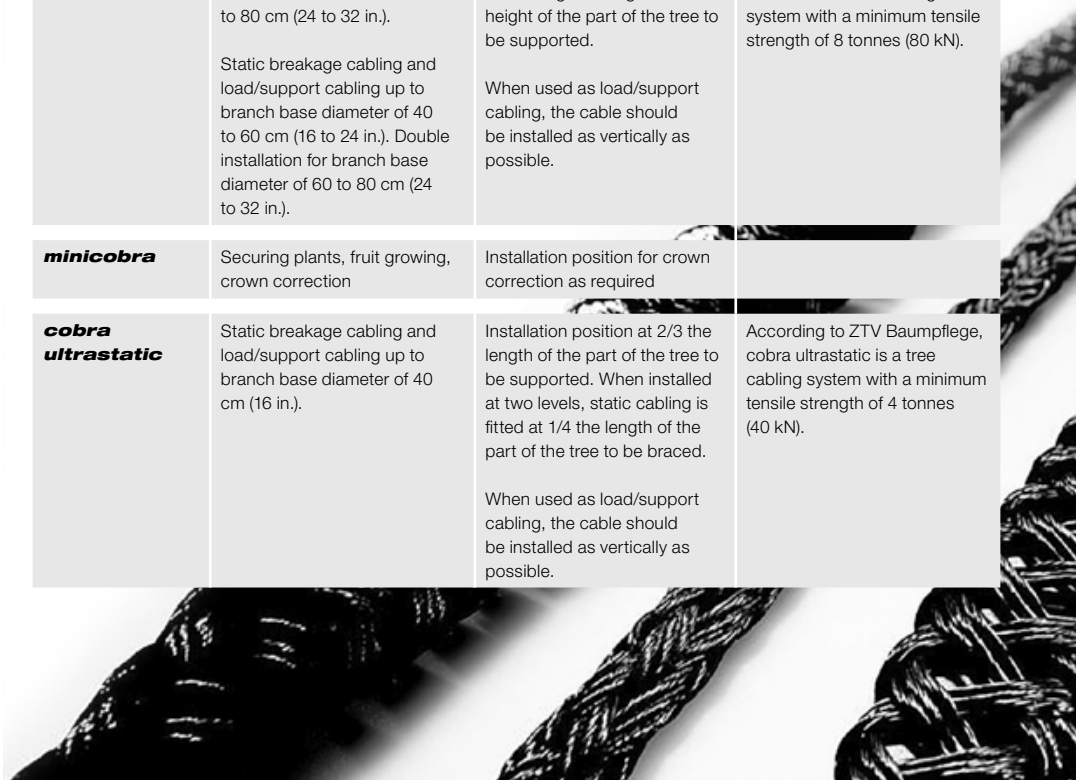 to 80 cm (24 to 32 in.).
Static breakage cabling and
load/support cabling up to
branch base diameter of 40
to 60 cm (16 to 24 in.). Double
installation for branch base
diameter of 60 to 80 cm (24
to 32 in.).
height of the part of the tree to
be supported.
When used as load/support
cabling, the cable should
be installed as vertically as
possible.
system with a minimum tensile
strength of 8 tonnes (80 kN).
minicobra
Securing plants, fruit growing,
crown correction
Installation position for crown
correction as required
cobra
ultrastatic
Static breakage cabling and
load/support cabling up to
branch base diameter of 40
cm (16 in.).
Installation position at 2/3 the
length of the part of the tree to
be supported. When installed
at two levels, static cabling is
fitted at 1/4 the length of the
part of the tree to be braced.
When used as load/support
cabling, the cable should
be installed as vertically as
possible.
According to ZTV Baumpflege,
cobra ultrastatic is a tree
cabling system with a minimum
tensile strength of 4 tonnes
(40 kN).